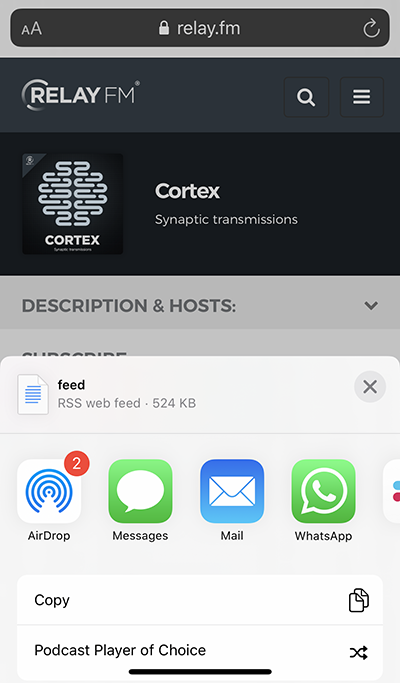 AA
relay.fm
RELAY FM
Cortex
Synaptic transmissions
CORTEX
Synaptic transmissions
DESCRIPTION & HOSTS:
SUBSCRIBE
feed
RSS web feed · 524 KB
2
AirDrop
Messages
Mail
WhatsApp
Copy
Podcast Player of Choice